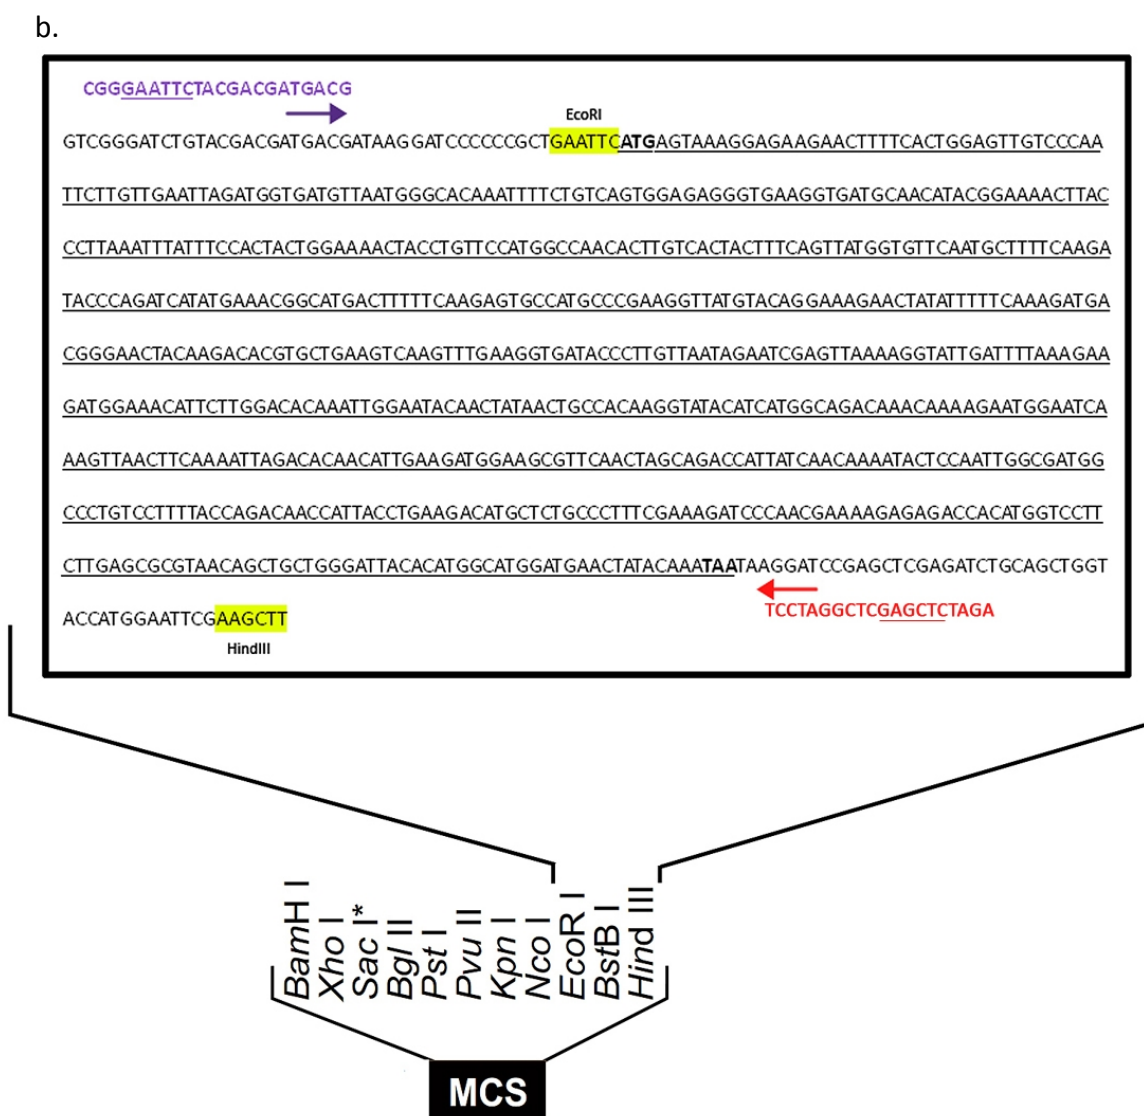 b.
CGGGAATTCTACGACGATGACG
EcoRI
GTCGGGATCTGTACGACGATGACGATAAGGATCCCCCCGCTGAATTCATGAGTAAAGGAGAAGAACTTTTCACTGGAGTTGTCCCAA
TTCTTGTTGAATTAGATGGTGATGTTAATGGGCACAAATTTTCTGTCAGTGGAGAGGGTGAAGGTGATGCAACATACGGAAAACTTAC
CCTTAAATTTATTTCCACTACTGGAAAACTACCTGTTCCATGGCCAACACTTGTCACTACTTTCAGTTATGGTGTTCAATGCTTTTCAAGA
TACCCAGATCATATGAAACGGCATGACTTTTTCAAGAGTGCCATGCCCGAAGGTTATGTACAGGAAAGAACTATATTTTTCAAAGATGA
CGGGAACTACAAGACACGTGCTGAAGTCAAGTTTGAAGGTGATACCCTTGTTAATAGAATCGAGTTAAAAGGTATTGATTTTAAAGAA
GATGGAAACATTCTTGGACACAAATTGGAATACAACTATAACTGCCACAAGGTATACATCATGGCAGACAAACAAAAGAATGGAATCA
AAGTTAACTTCAAAATTAGACACAACATTGAAGATGGAAGCGTTCAACTAGCAGACCATTATCAACAAAATACTCCAATTGGCGATGG
CCCTGTCCTTTTACCAGACAACCATTACCTGAAGACATGCTCTGCCCTTTCGAAAGATCCCAACGAAAAGAGAGACCACATGGTCCTT
CTTGAGCGCGTAACAGCTGCTGGGATTACACATGGCATGGATGAACTATACAAATAATAAGGATCCGAGCTCGAGATCTGCAGCTGGT
TCCTAGGCTCGAGCTCTAGA
ACCATGGAATTCGAAGCTT
HindIII
BamH I
Xho I
Sac I*
Bgl II
Pst I
Pvu II
Kpn I
Nco I
EcoR I
BstB I
Hind III
MCS